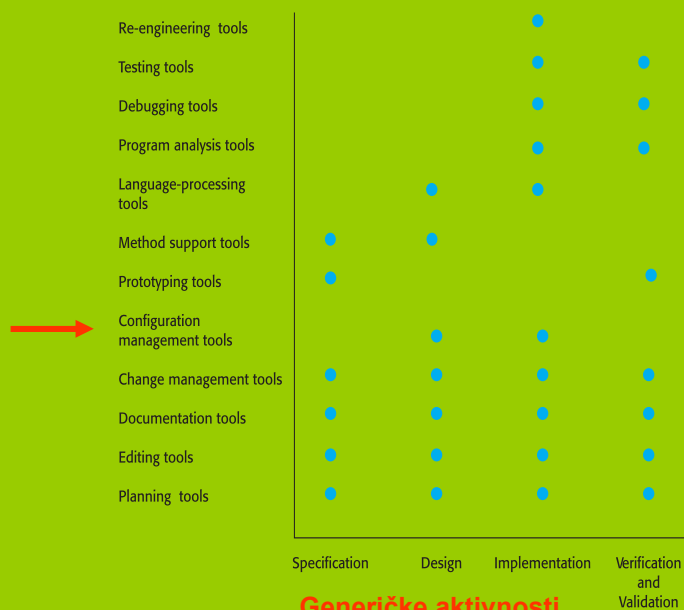 Re-engineering tools
Testing tools
Debugging tools
Program analysis tools
Language-processing
tools
Method support tools
Prototyping tools
Configuration
management tools
Change management tools
Documentation tools
Editing tools
Planning tools
Specification
Design
Implementation
Verification
and
Validation
Generičke aktivnosti